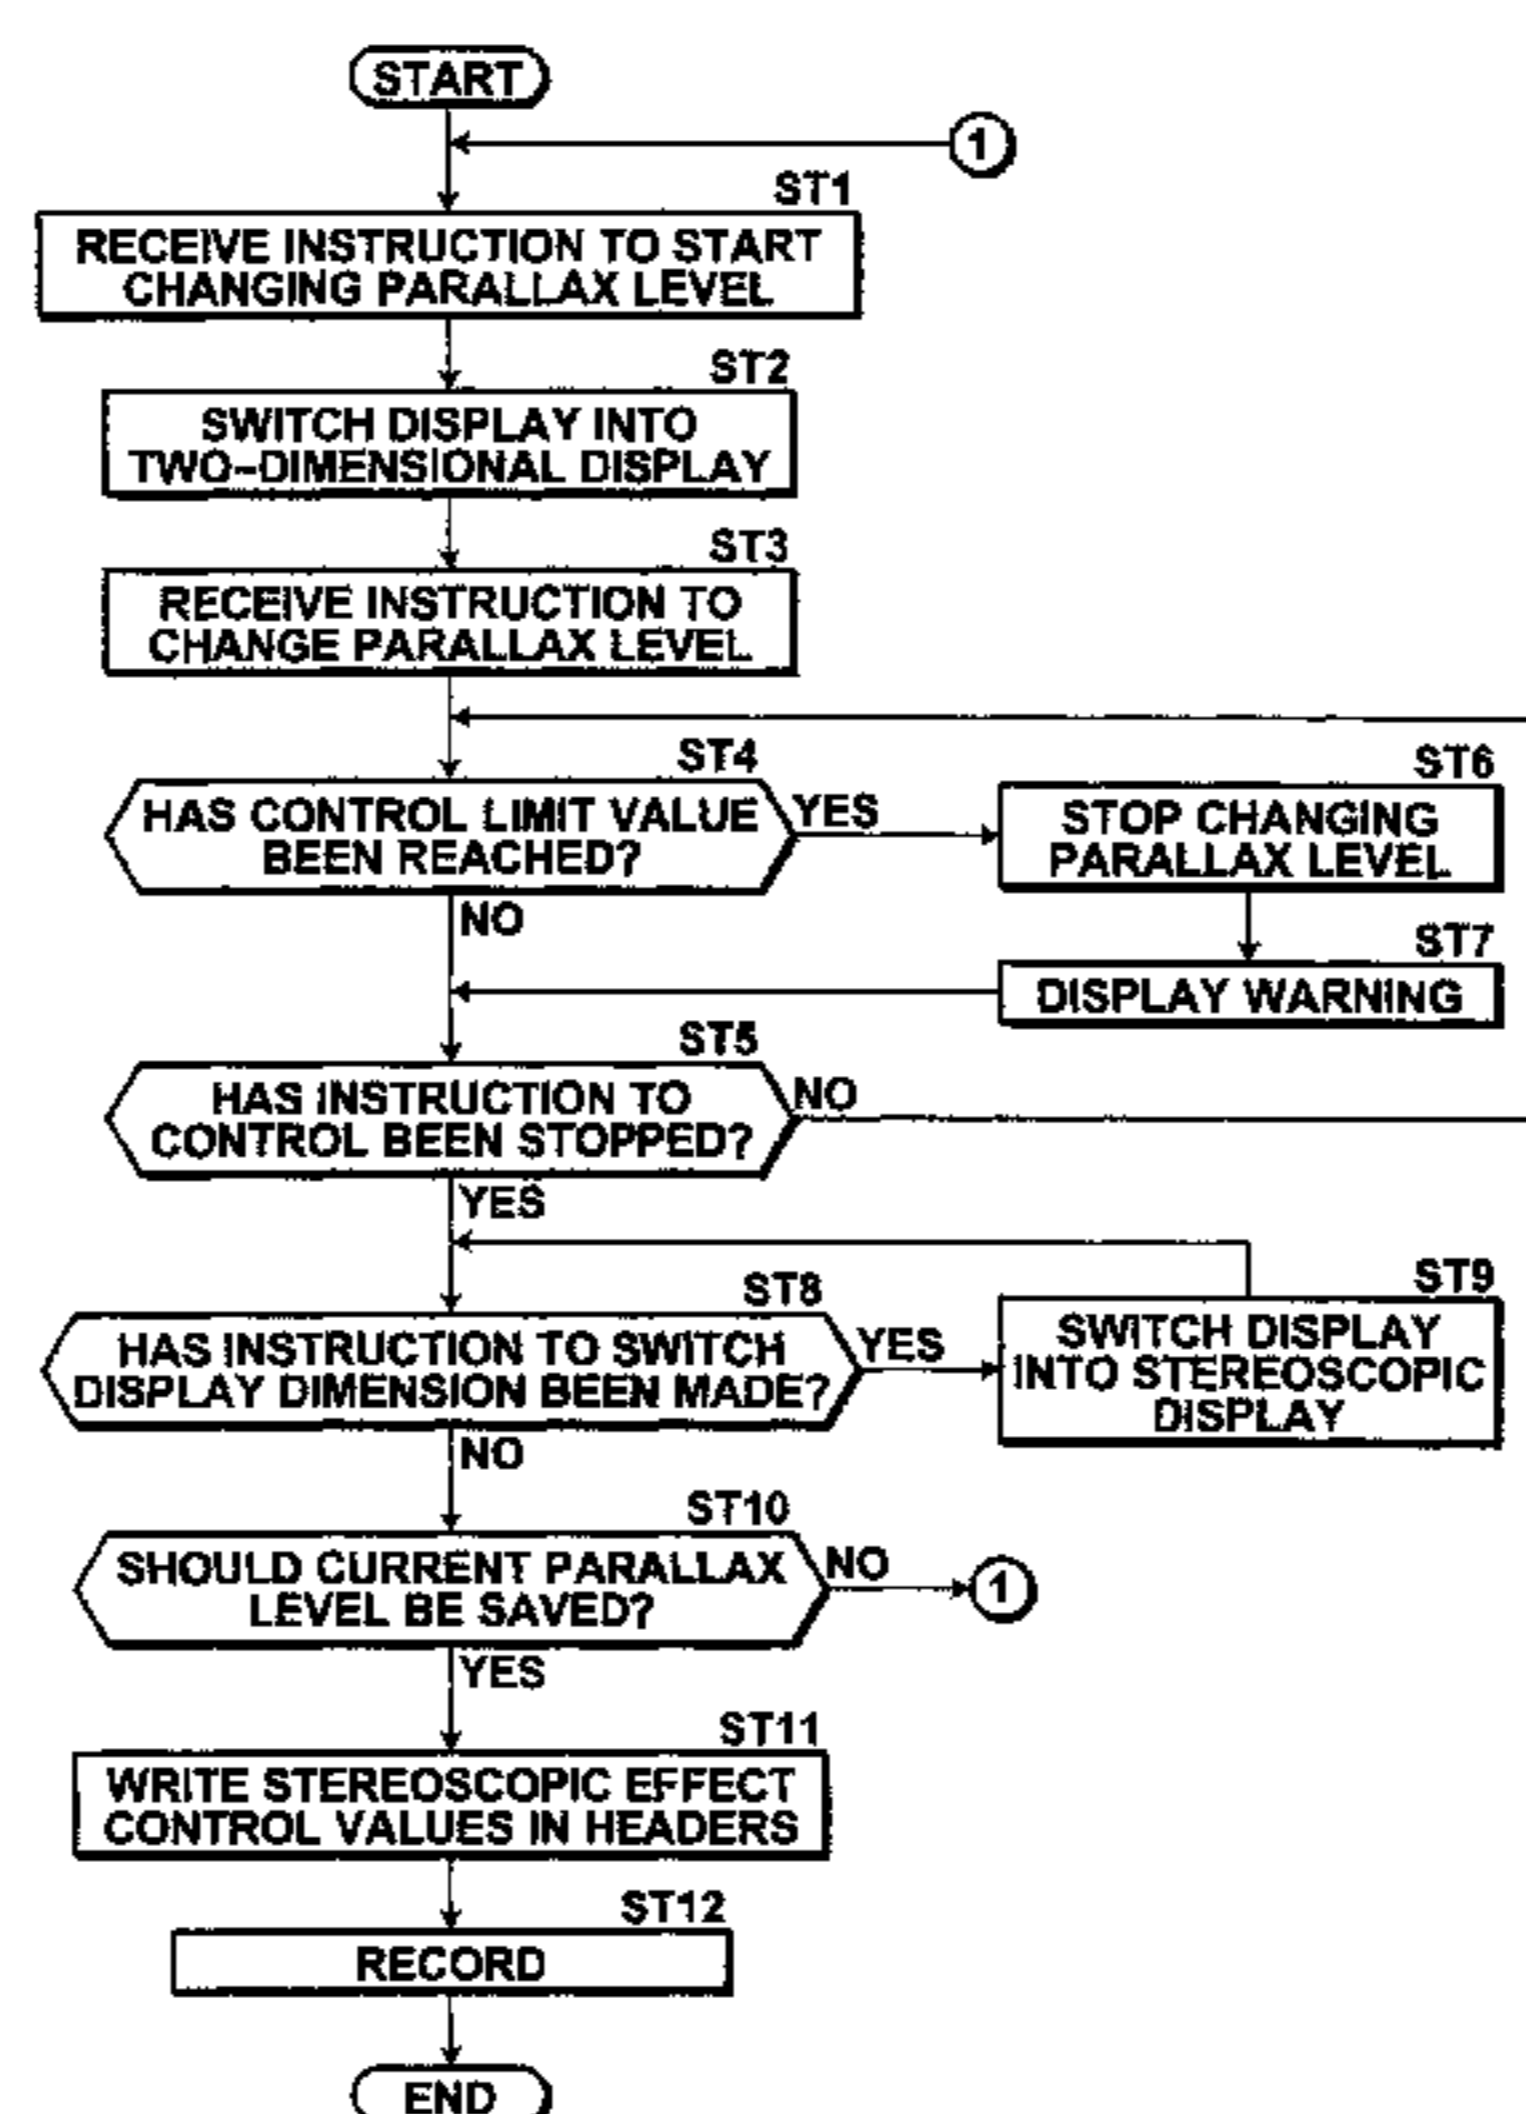 START
1
ST1
RECEIVE INSTRUCTION TO START
CHANGING PARALLAX LEVEL
ST2
SWITCH DISPLAY INTO
TWO-DIMENSIONAL DISPLAY
ST3
RECEIVE INSTRUCTION TO
CHANGE PARALLAX LEVEL
ST4
HAS CONTROL LIMIT VALUE
BEEN REACHED?
YES
NO
ST6
STOP CHANGING
PARALLAX LEVEL
ST7
DISPLAY WARNING
ST5
HAS INSTRUCTION TO
CONTROL BEEN STOPPED?
NO
YES
ST8
HAS INSTRUCTION TO SWITCH
DISPLAY DIMENSION BEEN MADE?
YES
NO
ST9
SWITCH DISPLAY
INTO STEREOSCOPIC
DISPLAY
ST10
SHOULD CURRENT PARALLAX
LEVEL BE SAVED?
NO
1
YES
ST11
WRITE STEREOSCOPIC EFFECT
CONTROL VALUES IN HEADERS
ST12
RECORD
END